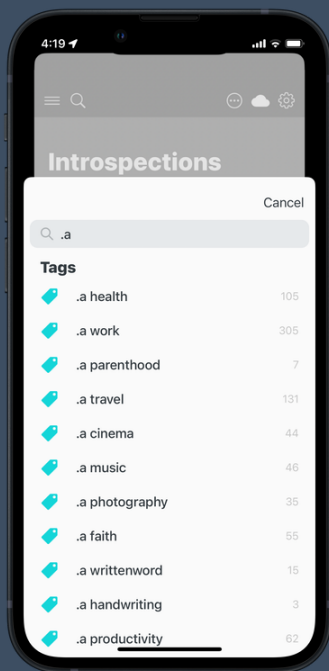 4:19
Introspections
Cancel
.a
Tags
.a health 105
.a work 305
.a parenthood 7
.a travel 131
.a cinema 44
.a music 46
.a photography 35
.a faith 55
.a writtenword 15
.a handwriting 3
.a productivity 62